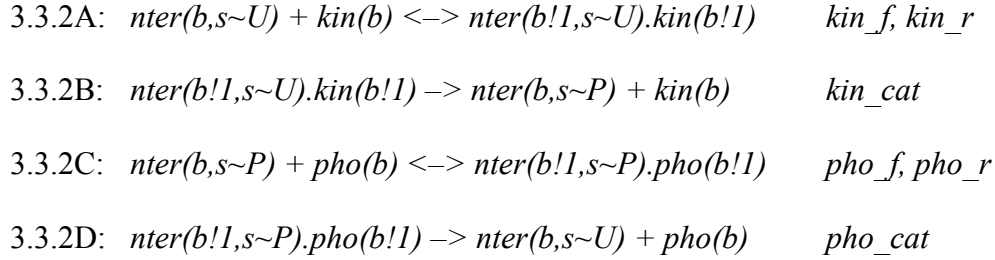 3.3.2A: nter(b,s~U) + kin(b) <–> nter(b!1,s~U).kin(b!1) kin_f, kin_r
3.3.2B: nter(b!1,s~U).kin(b!1) –> nter(b,s~P) + kin(b) kin_cat
3.3.2C: nter(b,s~P) + pho(b) <–> nter(b!1,s~P).pho(b!1) pho_f, pho_r
3.3.2D: nter(b!1,s~P).pho(b!1) –> nter(b,s~U) + pho(b) pho_cat